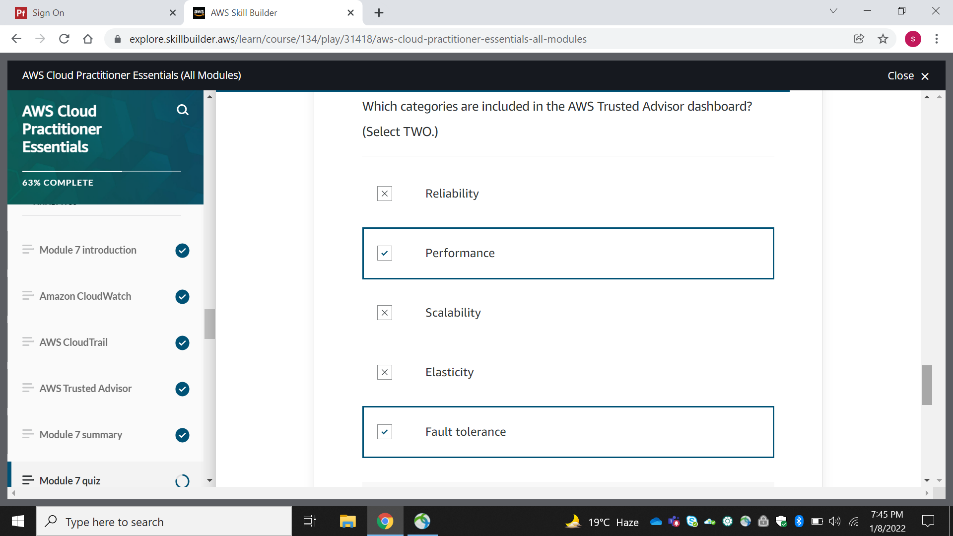 Sign On
AWS Skill Builder
explore.skillbuilder.aws/learn/course/134/play/31418/aws-cloud-practitioner-essentials-all-modules
AWS Cloud Practitioner Essentials (All Modules)
Close
AWS Cloud
Practitioner
Essentials
63% COMPLETE
Module 7 introduction
Amazon CloudWatch
AWS CloudTrail
AWS Trusted Advisor
Module 7 summary
Module 7 quiz
Which categories are included in the AWS Trusted Advisor dashboard?
(Select TWO.)
Reliability
Performance
Scalability
Elasticity
Fault tolerance
Type here to search
19°C Haze
7:45 PM
1/8/2022